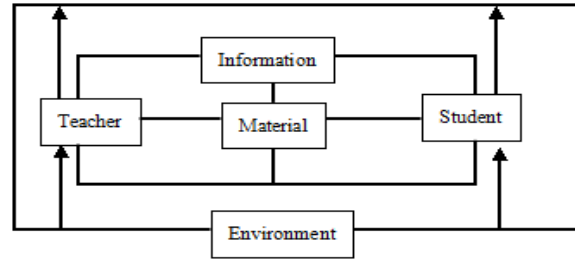 Information
Teacher
Material
Student
Environment